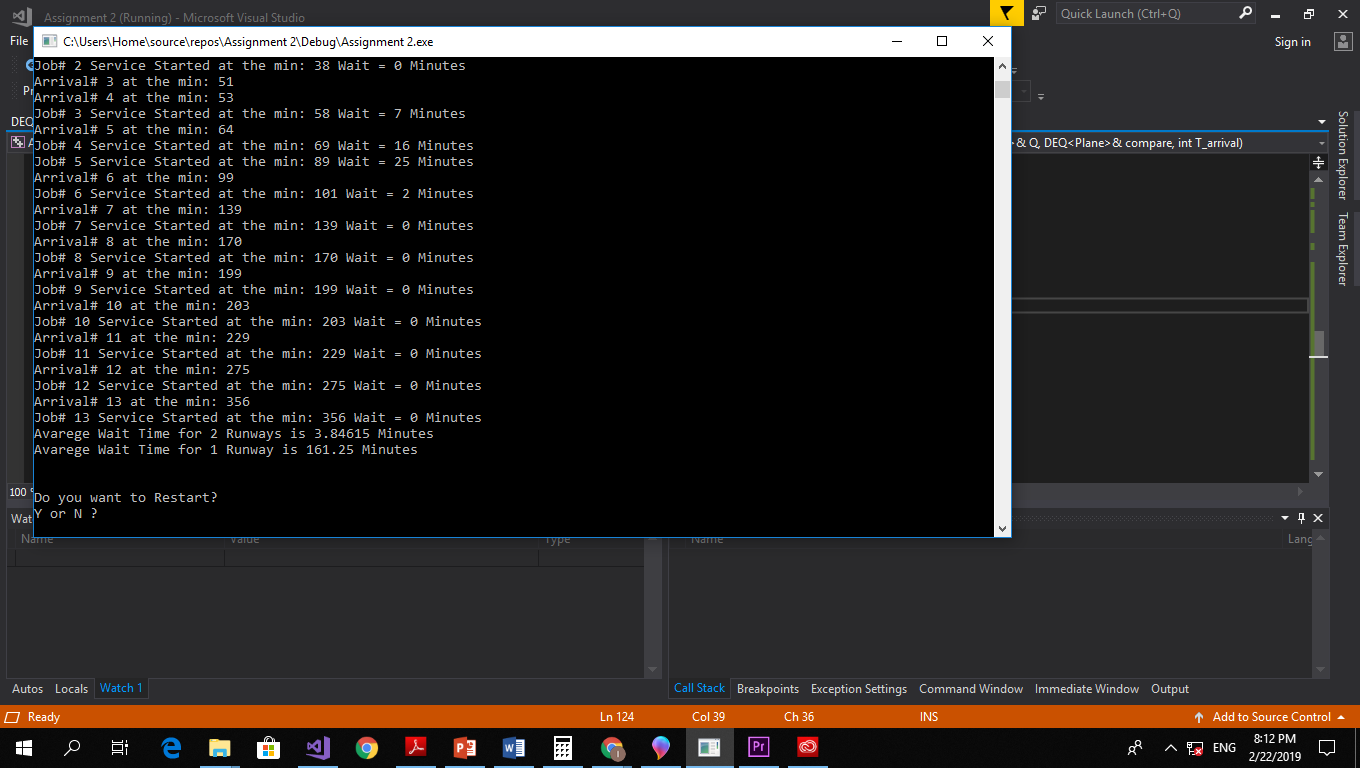 Assignment 2 (Running) - Microsoft Visual Studio
Quick Launch (Ctrl+Q)
File
C:\Users\Home\source\repos\Assignment 2\Debug\Assignment 2.exe
Sign in
Job# 2 Service Started at the min: 38 Wait = 0 Minutes
Arrival# 3 at the min: 51
Arrival# 4 at the min: 53
Job# 3 Service Started at the min: 58 Wait = 7 Minutes
Arrival# 5 at the min: 64
Job# 4 Service Started at the min: 69 Wait = 16 Minutes
Job# 5 Service Started at the min: 89 Wait = 25 Minutes
Arrival# 6 at the min: 99
Job# 6 Service Started at the min: 101 Wait = 2 Minutes
Arrival# 7 at the min: 139
Job# 7 Service Started at the min: 139 Wait = 0 Minutes
Arrival# 8 at the min: 170
Job# 8 Service Started at the min: 170 Wait = 0 Minutes
Arrival# 9 at the min: 199
Job# 9 Service Started at the min: 199 Wait = 0 Minutes
Arrival# 10 at the min: 203
Job# 10 Service Started at the min: 203 Wait = 0 Minutes
Arrival# 11 at the min: 229
Job# 11 Service Started at the min: 229 Wait = 0 Minutes
Arrival# 12 at the min: 275
Job# 12 Service Started at the min: 275 Wait = 0 Minutes
Arrival# 13 at the min: 356
Job# 13 Service Started at the min: 356 Wait = 0 Minutes
Avarege Wait Time for 2 Runways is 3.84615 Minutes
Avarege Wait Time for 1 Runway is 161.25 Minutes
Do you want to Restart?
Y or N ?
DEQ
& Q, DEQ<Plane>& compare, int T_arrival)
Solution Explorer
Team Explorer
100
Wat
Name Value Type
Name Lang
Autos Locals Watch 1
Call Stack Breakpoints Exception Settings Command Window Immediate Window Output
Ready Ln 124 Col 39 Ch 36 INS Add to Source Control
ENG
8:12 PM
2/22/2019